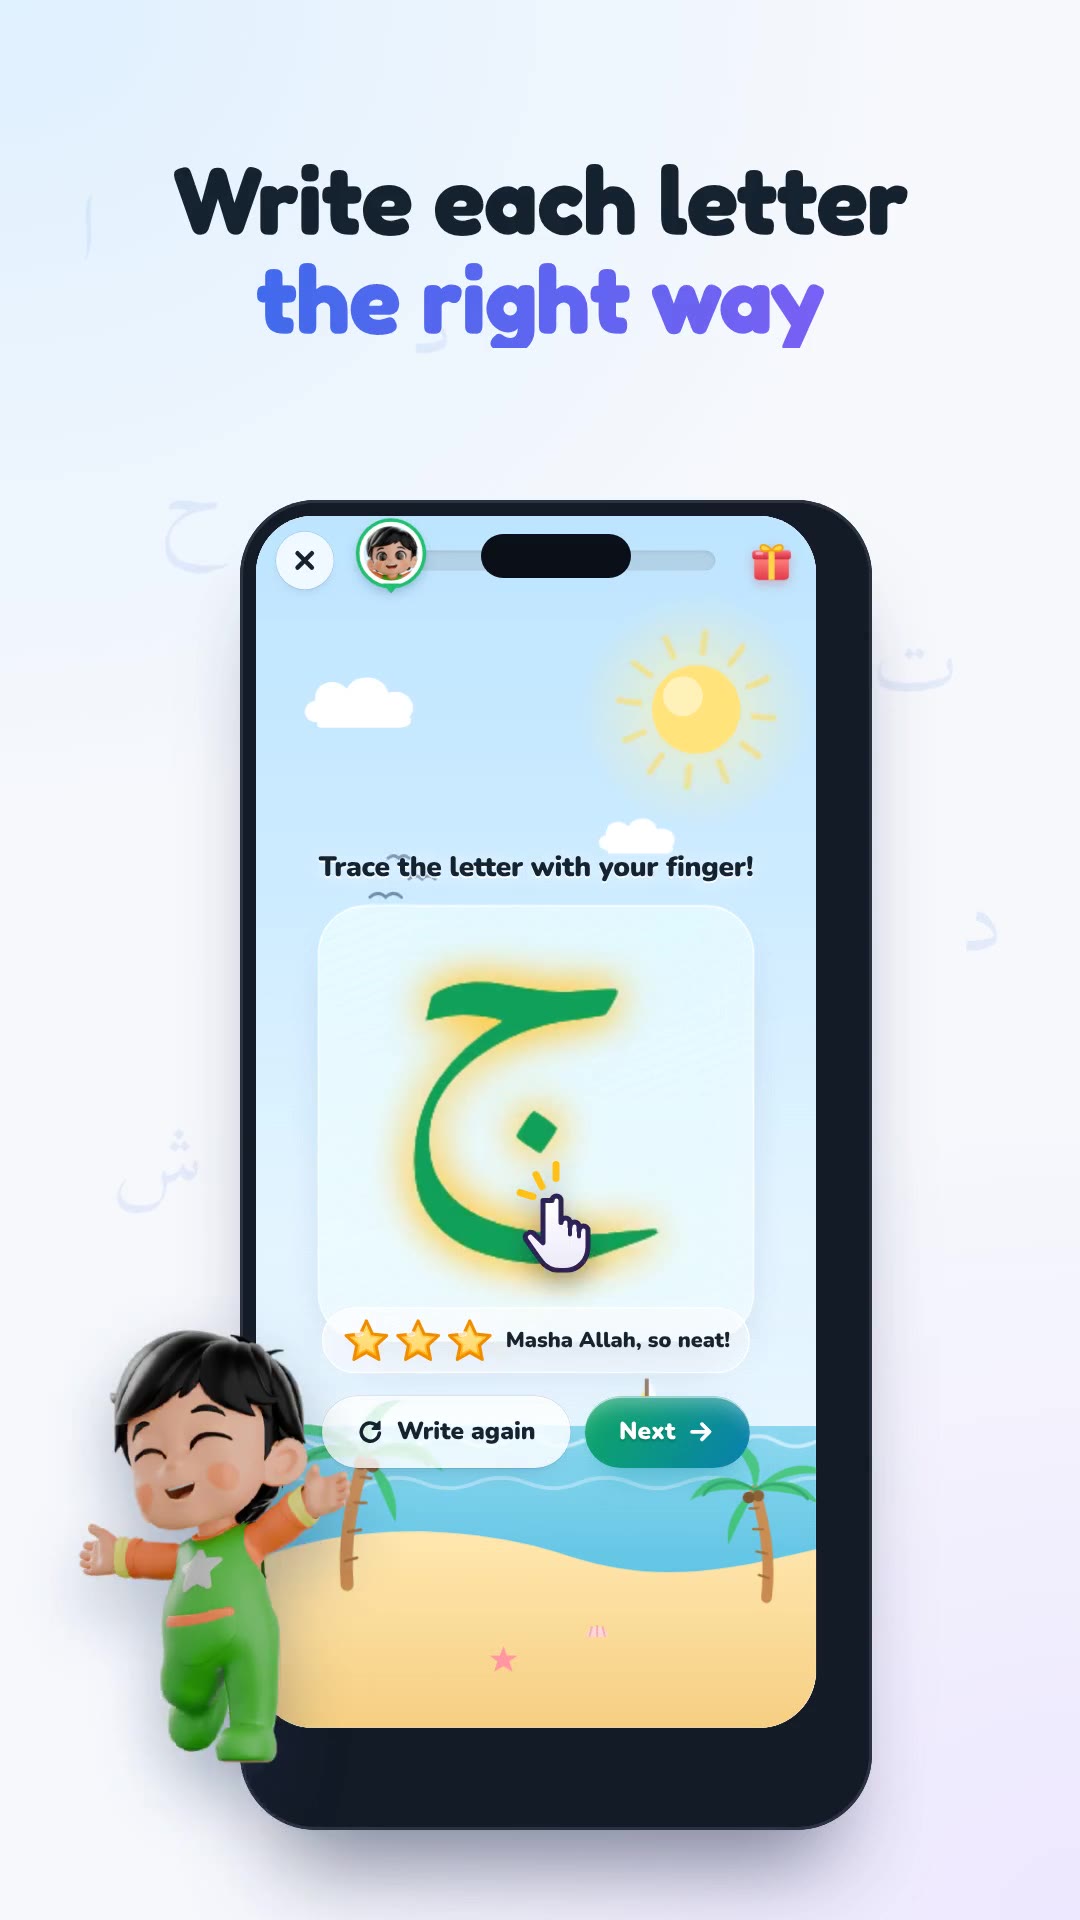 Write each letter
the right way
ا
ر
ح
ت
Trace the letter with your finger!
د
ج
ش
Masha Allah, so neat!
Write again
Next